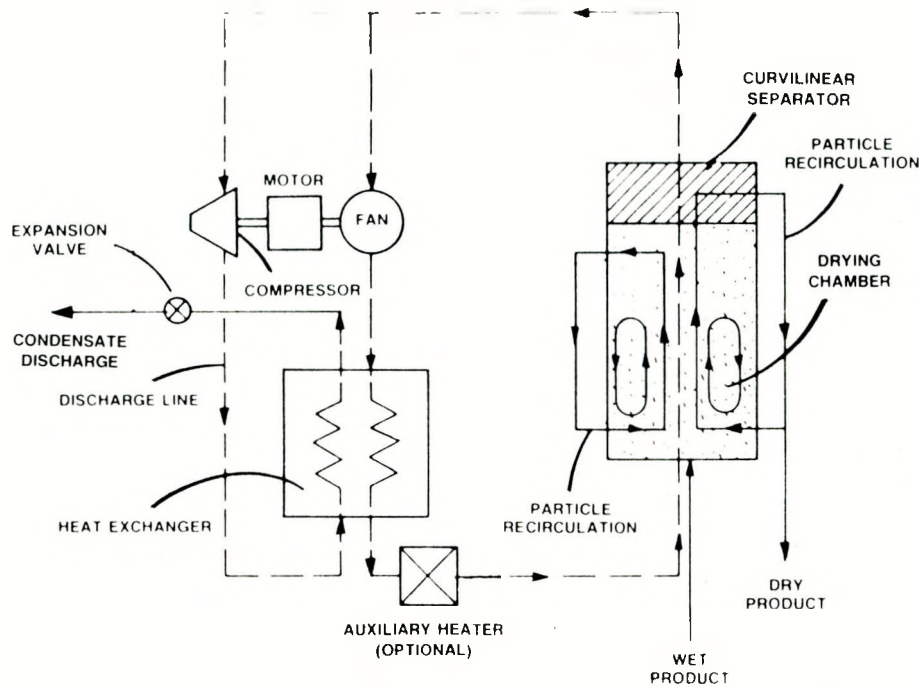 CURVILINEAR
SEPARATOR
PARTICLE
RECIRCULATION
MOTOR
FAN
EXPANSION
VALVE
DRYING
CHAMBER
COMPRESSOR
CONDENSATE
DISCHARGE
DISCHARGE LINE
HEAT EXCHANGER
PARTICLE
RECIRCULATION
DRY
PRODUCT
AUXILIARY HEATER
(OPTIONAL)
WET
PRODUCT